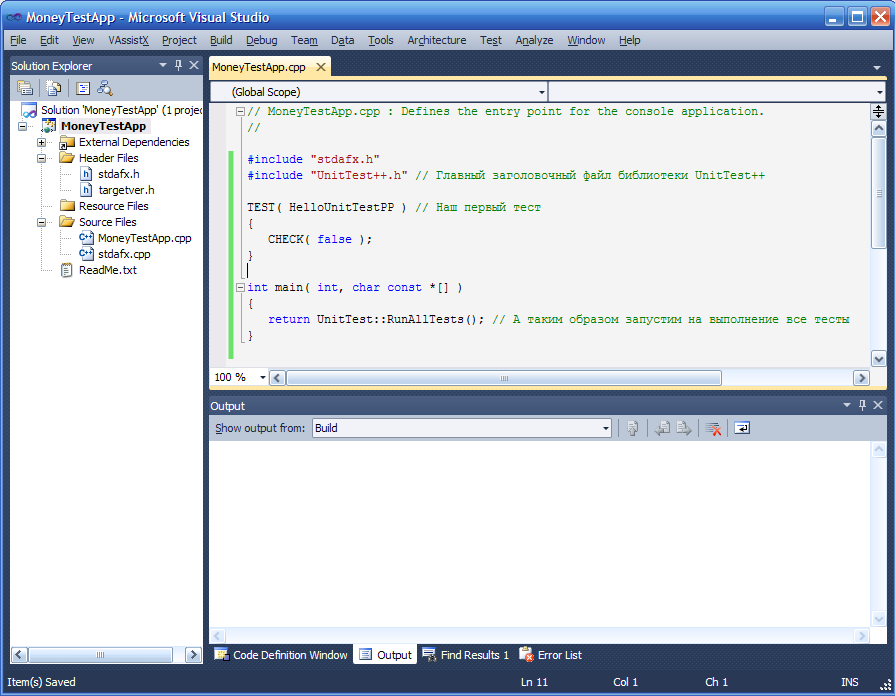 MoneyTestApp - Microsoft Visual Studio
File Edit View VAssistX Project Build Debug Team Data Tools Architecture Test Analyze Window Help
Solution Explorer
Solution 'MoneyTestApp' (1 projec
MoneyTestApp
External Dependencies
Header Files
stdafx.h
targetver.h
Resource Files
Source Files
MoneyTestApp.cpp
stdafx.cpp
ReadMe.txt
MoneyTestApp.cpp
(Global Scope)
// MoneyTestApp.cpp : Defines the entry point for the console application.
//
#include "stdafx.h"
#include "UnitTest++.h" // Главный заголовочный файл библиотеки UnitTest++
TEST( HelloUnitTestPP ) // Наш первый тест
{
CHECK( false );
}
int main( int, char const *[] )
{
return UnitTest::RunAllTests(); // А таким образом запустим на выполнение все тесты
}
100 %
Output
Show output from: Build
Code Definition Window Output Find Results 1 Error List
Item(s) Saved Ln 11 Col 1 Ch 1 INS